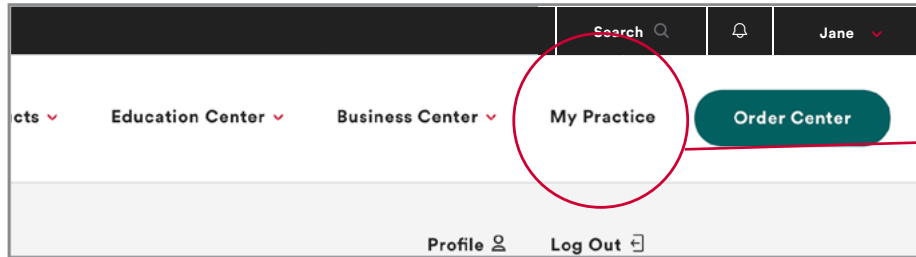 Search Jane
cts Education Center Business Center My Practice Order Center
Profile Log Out